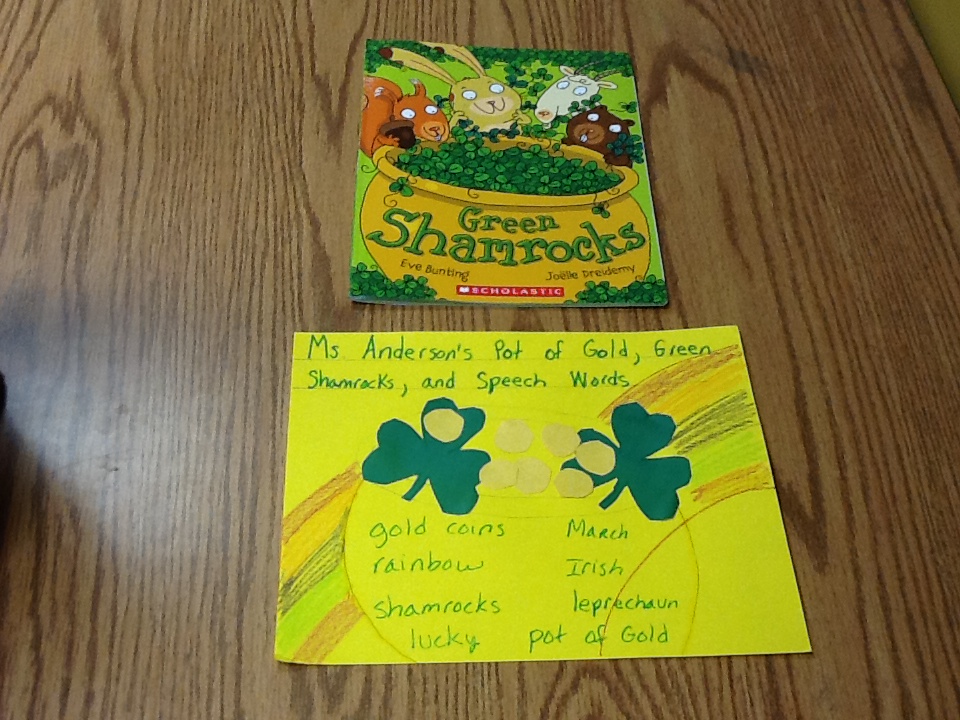 Green
Shamrocks
Eve Bunting Joëlle Dreidemy
SCHOLASTIC
Ms. Anderson's Pot of Gold, Green
Shamrocks, and Speech Words
gold coins March
rainbow Irish
shamrocks leprechaun
lucky pot of Gold